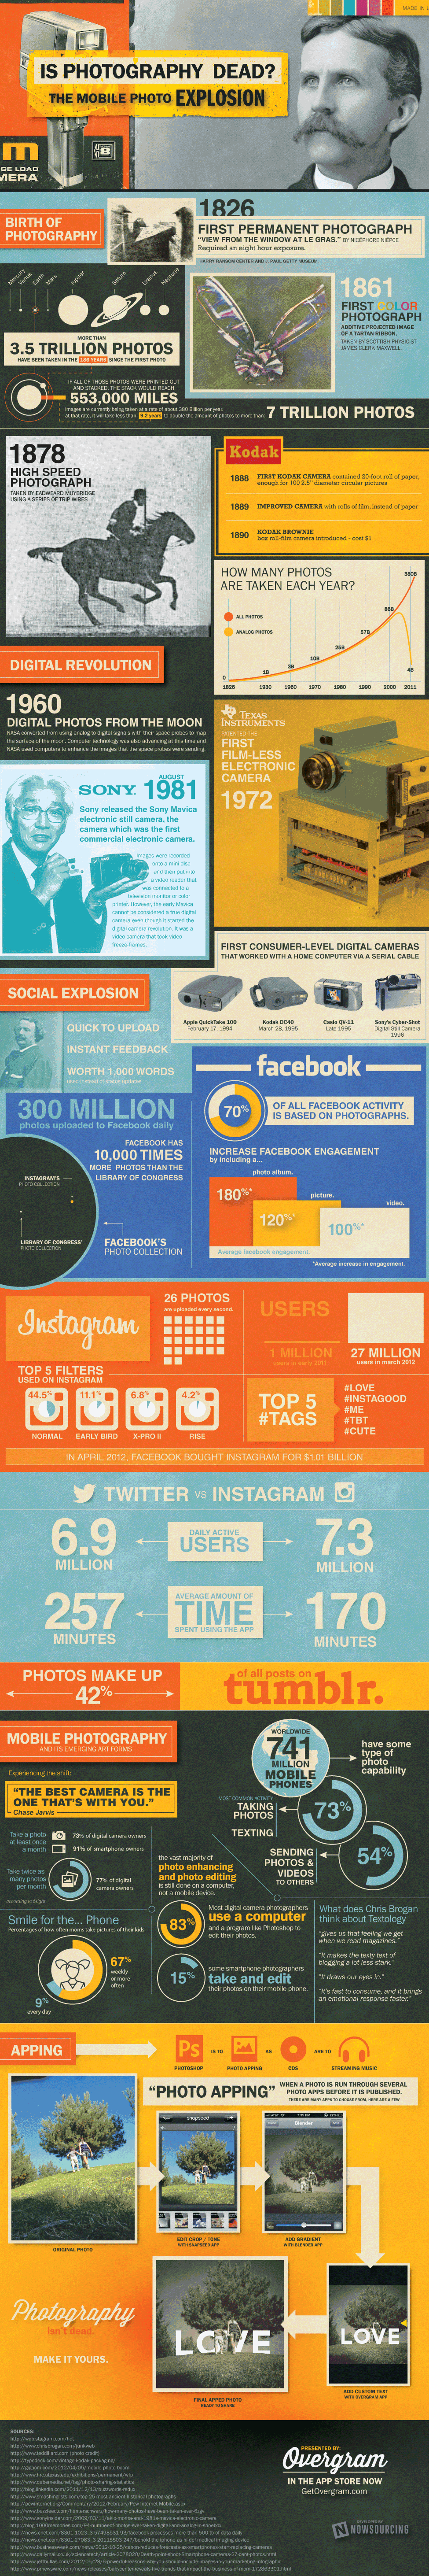 MADE IN
IS PHOTOGRAPHY DEAD?
THE MOBILE PHOTO EXPLOSION
m
GE LOAD
MERA
8
BIRTH OF
PHOTOGRAPHY
1826
FIRST PERMANENT PHOTOGRAPH
"VIEW FROM THE WINDOW AT LE GRAS." BY NICÉPHORE NIÉPCE
Required an eight hour exposure.
HARRY RANSOM CENTER AND J. PAUL GETTY MUSEUM
Mercury
Venus
Earth
Mars
Jupiter
Saturn
Uranus
Neptune
MORE THAN
3.5 TRILLION PHOTOS
HAVE BEEN TAKEN IN THE 186 YEARS SINCE THE FIRST PHOTO
1861
FIRST COLOR
PHOTOGRAPH
ADDITIVE PROJECTED IMAGE
OF A TARTAN RIBBON,
TAKEN BY SCOTTISH PHYSICIST
JAMES CLERK MAXWELL.
IF ALL OF THOSE PHOTOS WERE PRINTED OUT
AND STACKED, THE STACK WOULD REACH
553,000 MILES
Images are currently being taken at a rate of about 380 Billion per year.
at that rate, it will take less than 9.2 years to double the amount of photos to more than: 7 TRILLION PHOTOS
1878
HIGH SPEED
PHOTOGRAPH
TAKEN BY EADWEARD MUYBRIDGE
USING A SERIES OF TRIP WIRES
Kodak
1888 FIRST KODAK CAMERA contained 20-foot roll of paper,
enough for 100 2.5" diameter circular pictures
1889 IMPROVED CAMERA with rolls of film, instead of paper
1890 KODAK BROWNIE
box roll-film camera introduced - cost $1
HOW MANY PHOTOS
ARE TAKEN EACH YEAR?
ALL PHOTOS
ANALOG PHOTOS
0
1B
3B
10B
25B
57B
86B
380B
4B
1826 1930 1960 1970 1980 1990 2000 2011
DIGITAL REVOLUTION
1960
DIGITAL PHOTOS FROM THE MOON
NASA converted from using analog to digital signals with their space probes to map
the surface of the moon. Computer technology was also advancing at this time and
NASA used computers to enhance the images that the space probes were sending.
TEXAS
INSTRUMENTS
PATENTED THE
FIRST
FILM-LESS
ELECTRONIC
CAMERA
1972
SONY.
AUGUST
1981
Sony released the Sony Mavica
electronic still camera, the
camera which was the first
commercial electronic camera.
Images were recorded
onto a mini disc
and then put into
a video reader that
was connected to a
television monitor or color
printer. However, the early Mavica
cannot be considered a true digital
camera even though it started the
digital camera revolution. It was a
video camera that took video
freeze-frames.
FIRST CONSUMER-LEVEL DIGITAL CAMERAS
THAT WORKED WITH A HOME COMPUTER VIA A SERIAL CABLE
Apple QuickTake 100
February 17, 1994
Kodak DC40
March 28, 1995
Casio QV-11
Late 1995
Sony's Cyber-Shot
Digital Still Camera
1996
SOCIAL EXPLOSION
QUICK TO UPLOAD
INSTANT FEEDBACK
WORTH 1,000 WORDS
used instead of status updates
facebook
300 MILLION
photos uploaded to Facebook daily
70%
OF ALL FACEBOOK ACTIVITY
IS BASED ON PHOTOGRAPHS.
FACEBOOK HAS
10,000 TIMES
MORE PHOTOS THAN THE
LIBRARY OF CONGRESS
INSTAGRAM'S
PHOTO COLLECTION
LIBRARY OF CONGRESS'
PHOTO COLLECTION
FACEBOOK'S
PHOTO COLLECTION
INCREASE FACEBOOK ENGAGEMENT
by including a...
photo album.
180%*
picture.
120%*
video.
100%*
Average facebook engagement.
*Average increase in engagement.
Instagram
26 PHOTOS
are uploaded every second.
USERS
1 MILLION
users in early 2011
27 MILLION
users in march 2012
TOP 5 FILTERS
USED ON INSTAGRAM
44.5%
11.1%
6.8%
4.2%
NORMAL
EARLY BIRD
X-PRO II
RISE
TOP 5
#TAGS
#LOVE
#INSTAGOOD
#ME
#TBT
#CUTE
IN APRIL 2012, FACEBOOK BOUGHT INSTAGRAM FOR $1.01 BILLION
TWITTER VS INSTAGRAM
6.9
MILLION
DAILY ACTIVE
USERS
7.3
MILLION
257
MINUTES
AVERAGE AMOUNT OF
TIME
SPENT USING THE APP
170
MINUTES
PHOTOS MAKE UP
42%
of all posts on
tumblr.
MOBILE PHOTOGRAPHY
AND ITS EMERGING ART FORMS
Experiencing the shift:
"THE BEST CAMERA IS THE
ONE THAT'S WITH YOU."
Chase Jarvis
WORLDWIDE
741
MILLION
MOBILE
PHONES
have some
type of
photo
capability
MOST COMMON ACTIVITY
TAKING
PHOTOS
73%
TEXTING
SENDING
PHOTOS &
VIDEOS
TO OTHERS
54%
Take a photo
at least once
a month
73% of digital camera owners
91% of smartphone owners
Take twice as
many photos
per month
77% of digital
camera owners
the vast majority of
photo enhancing
and photo editing
is still done on a computer,
not a mobile device.
Smile for the... Phone
Percentages of how often moms take pictures of their kids.
67%
weekly
or more
often
9%
every day
83%
Most digital camera photographers
use a computer
and a program like Photoshop to
edit their photos.
15%
some smartphone photographers
take and edit
their photos on their mobile phone.
What does Chris Brogan
think about Textology
"gives us that feeling we get
when we read magazines."
"It makes the texty text of
blogging a lot less stark."
"It draws our eyes in."
"It's fast to consume, and it brings
an emotional response faster."
APPING
Ps
PHOTOSHOP
IS TO
PHOTO APPING
AS
CDS
ARE TO
STREAMING MUSIC
"PHOTO APPING"
WHEN A PHOTO IS RUN THROUGH SEVERAL
PHOTO APPS BEFORE IT IS PUBLISHED.
THERE ARE MANY APPS TO CHOOSE FROM, HERE ARE A FEW
ORIGINAL PHOTO
snapseed
Blender
EDIT CROP / TONE
WITH SNAPSEED APP
ADD GRADIENT
WITH BLENDER APP
Photography
isn't dead.
MAKE IT YOURS.
LOVE
FINAL APPED PHOTO
READY TO SHARE
LOVE
ADD CUSTOM TEXT
WITH OVERGRAM APP
SOURCES:
http://web.stagram.com/hot
PRESENTED BY:
Overgram
IN THE APP STORE NOW
GetOvergram.com
DEVELOPED BY
N NOWSOURCING